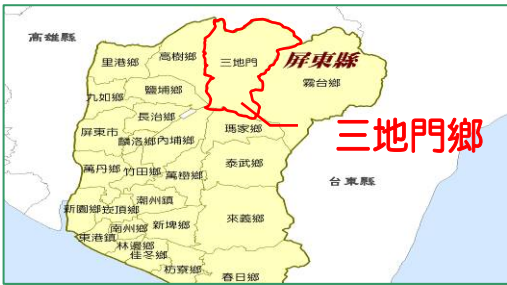 高雄縣
高樹鄉
三地門
屏東縣
里港鄉
霧台鄉
九如鄉
鹽埔鄉
長治鄉
屏東市
麟洛鄉
內埔鄉
瑪家鄉
三地門鄉
萬丹鄉
竹田鄉
萬巒鄉
泰武鄉
台東縣
潮州鎮
新園鄉
崁頂鄉
來義鄉
南州鄉
新埤鄉
東港鎮
林邊鄉
佳冬鄉
枋寮鄉
春日鄉